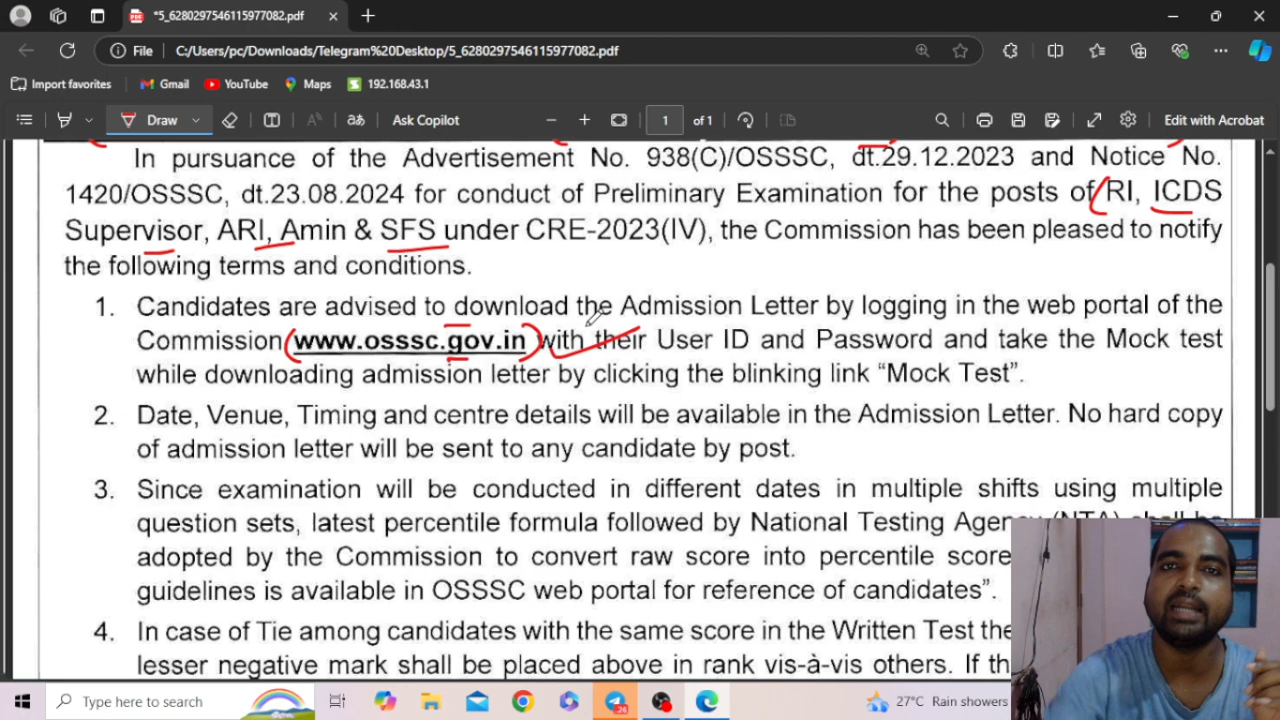 *5_6280297546115977082.pdf
File
C:/Users/pc/Downloads/Telegram%20Desktop/5_6280297546115977082.pdf
Import favorites
Gmail
YouTube
Maps
192.168.43.1
Draw
Ask Copilot
1 of 1
Edit with Acrobat
In pursuance of the Advertisement No. 938(C)/OSSSC, dt.29.12.2023 and Notice No.
1420/OSSSC, dt.23.08.2024 for conduct of Preliminary Examination for the posts of RI, ICDS
Supervisor, ARI, Amin & SFS under CRE-2023(IV), the Commission has been pleased to notify
the following terms and conditions.
1. Candidates are advised to download the Admission Letter by logging in the web portal of the
Commission www.osssc.gov.in with their User ID and Password and take the Mock test
while downloading admission letter by clicking the blinking link “Mock Test”.
2. Date, Venue, Timing and centre details will be available in the Admission Letter. No hard copy
of admission letter will be sent to any candidate by post.
3. Since examination will be conducted in different dates in multiple shifts using multiple
question sets, latest percentile formula followed by National Testing Agency (NTA) shall be
adopted by the Commission to convert raw score into percentile score
guidelines is available in OSSSC web portal for reference of candidates”.
4. In case of Tie among candidates with the same score in the Written Test the
lesser negative mark shall be placed above in rank vis-à-vis others. If th
Type here to search
26
27°C Rain showers